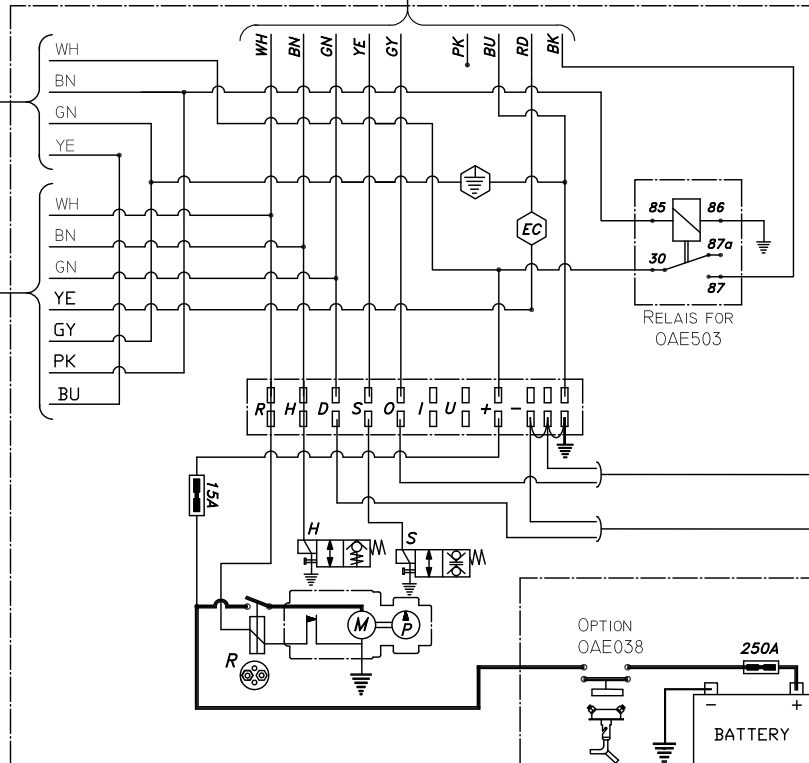 WH BN GN YE GY PK BU RD BK
WH
BN
GN
YE
WH
BN
GN
YE
GY
PK
BU
EC
85 86
87a
30
87
RELAIS FOR
OAE503
R H D S O I U + -
15A
H
S
M P
R
OPTION
OAE038
250A
- +
BATTERY